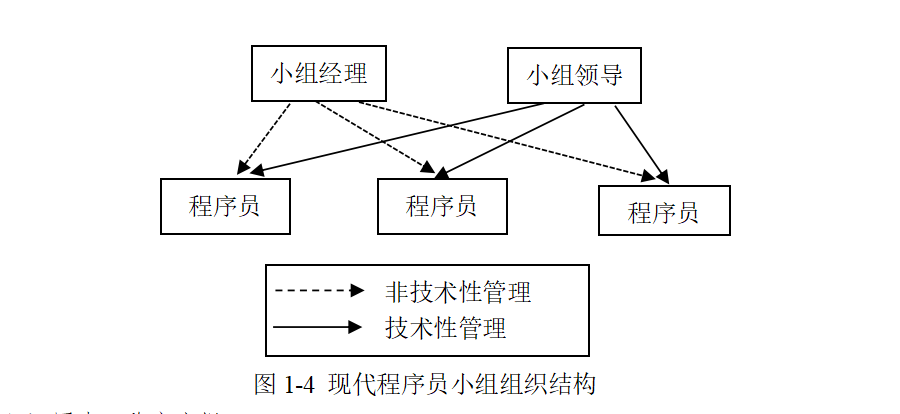 小组经理
小组领导
程序员
程序员
程序员
非技术性管理
技术性管理
图 1-4 现代程序员小组组织结构